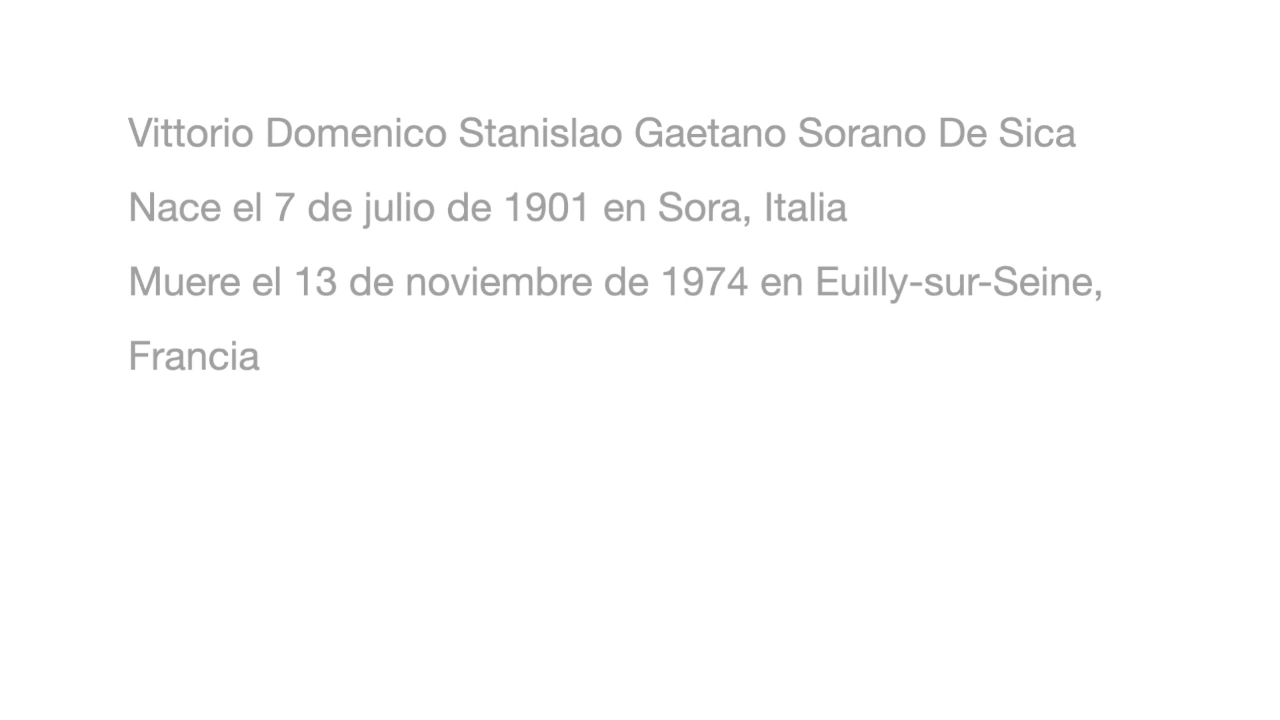 Vittorio Domenico Stanislao Gaetano Sorano De Sica
Nace el 7 de julio de 1901 en Sora, Italia
Muere el 13 de noviembre de 1974 en Euilly-sur-Seine,
Francia